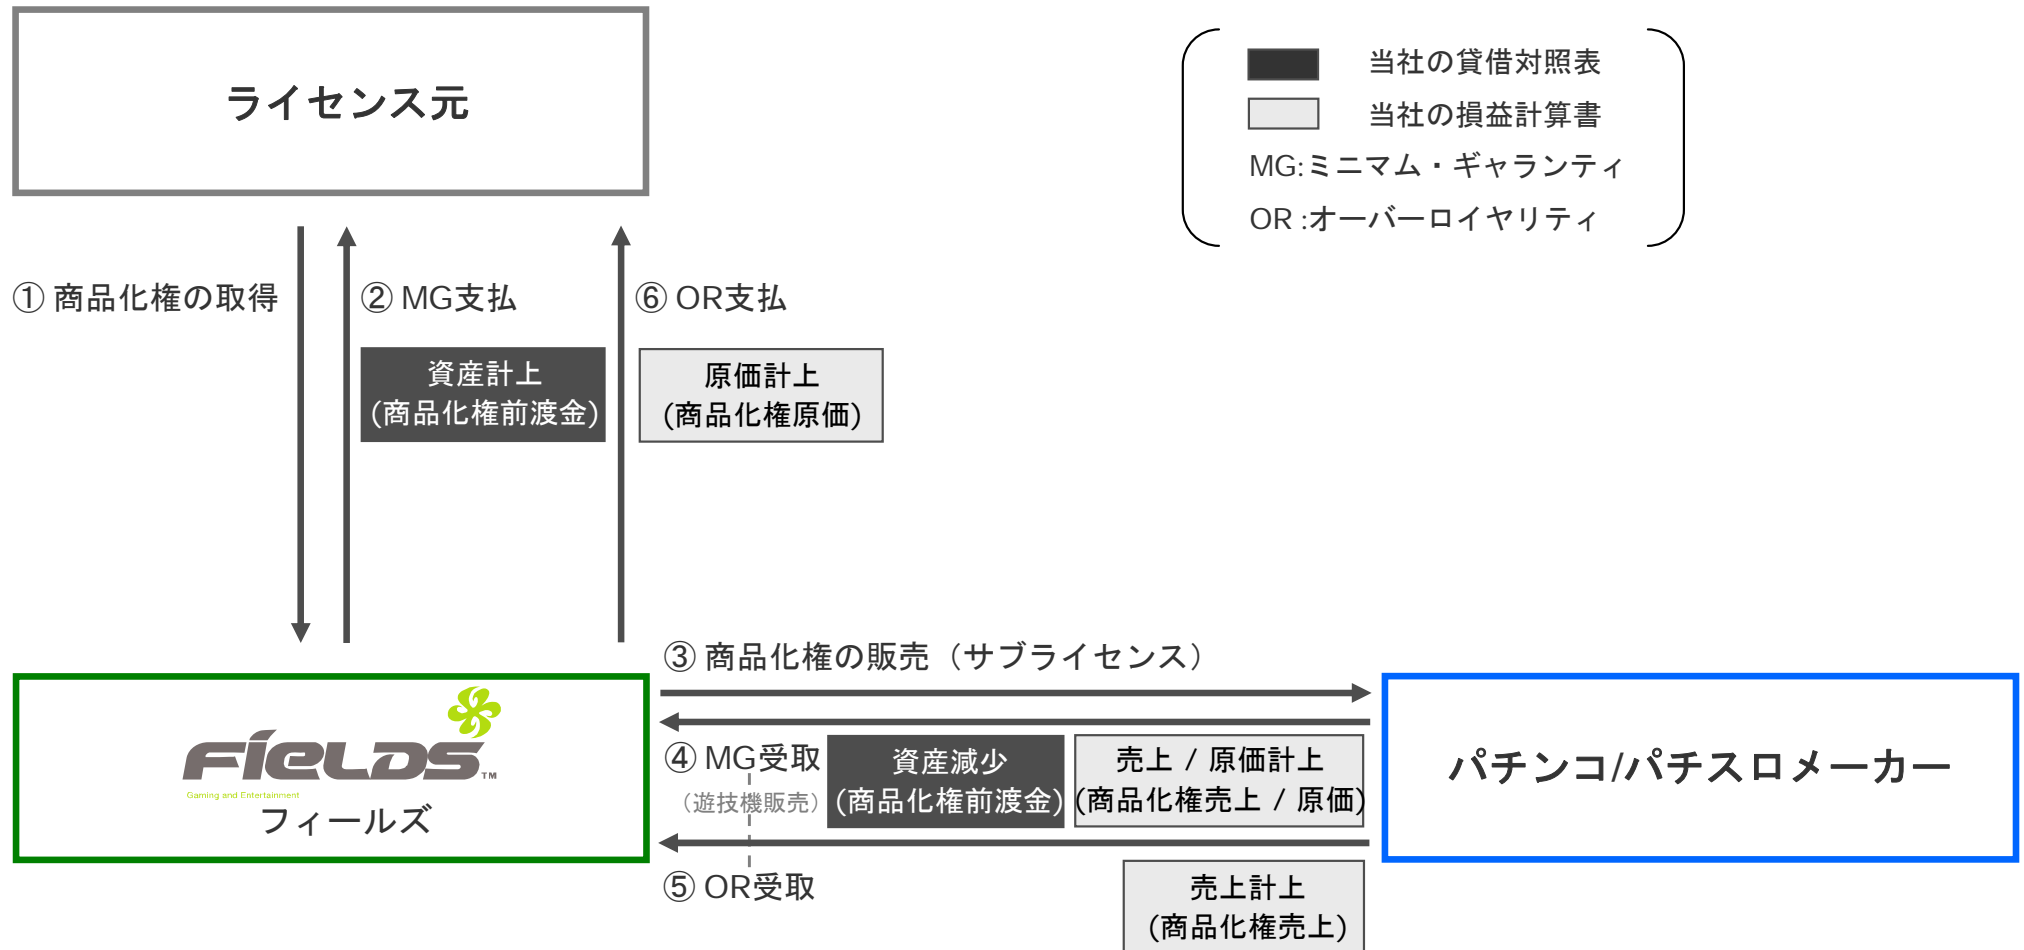 ライセンス元
当社の貸借対照表
当社の損益計算書
MG:ミニマム・ギャランティ
OR :オーバーロイヤリティ
① 商品化権の取得
② MG支払
⑥ OR支払
資産計上
(商品化権前渡金)
原価計上
(商品化権原価)
③ 商品化権の販売（サブライセンス）
FIELDS™
Gaming and Entertainment
フィールズ
④ MG受取
（遊技機販売）
資産減少
(商品化権前渡金)
売上 / 原価計上
(商品化権売上 / 原価)
パチンコ/パチスロメーカー
⑤ OR受取
売上計上
(商品化権売上)